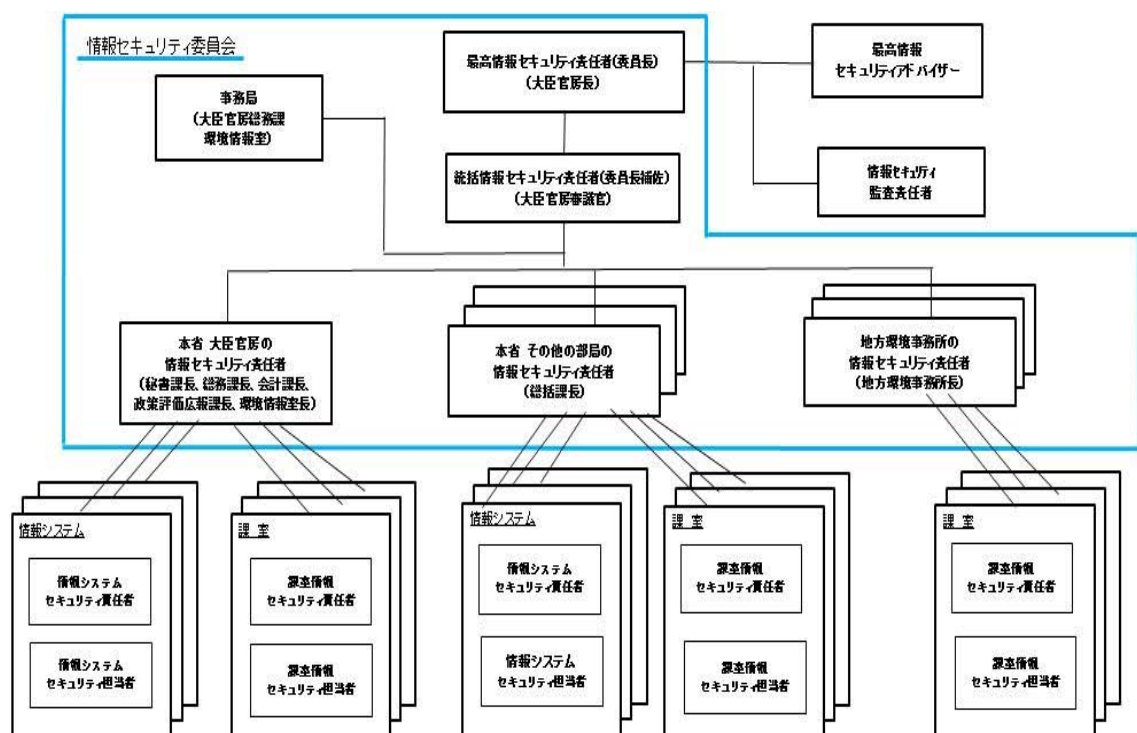 情報セキュリティ委員会
最高情報セキュリティ責任者(委員長)
(大臣官房長)
最高情報
セキュリティアドバイザー
事務局
(大臣官房総務課
環境情報室)
統括情報セキュリティ責任者(委員長補佐)
(大臣官房審議官)
情報セキュリティ
監査責任者
本省 大臣官房の
情報セキュリティ責任者
(秘書課長、総務課長、会計課長、
政策評価広報課長、環境情報室長)
本省 その他の部局の
情報セキュリティ責任者
(総括課長)
地方環境事務所の
情報セキュリティ責任者
(地方環境事務所長)
情報システム
情報システム
セキュリティ責任者
情報システム
セキュリティ担当者
課 室
課室情報
セキュリティ責任者
課室情報
セキュリティ担当者
情報システム
情報システム
セキュリティ責任者
情報システム
セキュリティ担当者
課 室
課室情報
セキュリティ責任者
課室情報
セキュリティ担当者
課 室
課室情報
セキュリティ責任者
課室情報
セキュリティ担当者